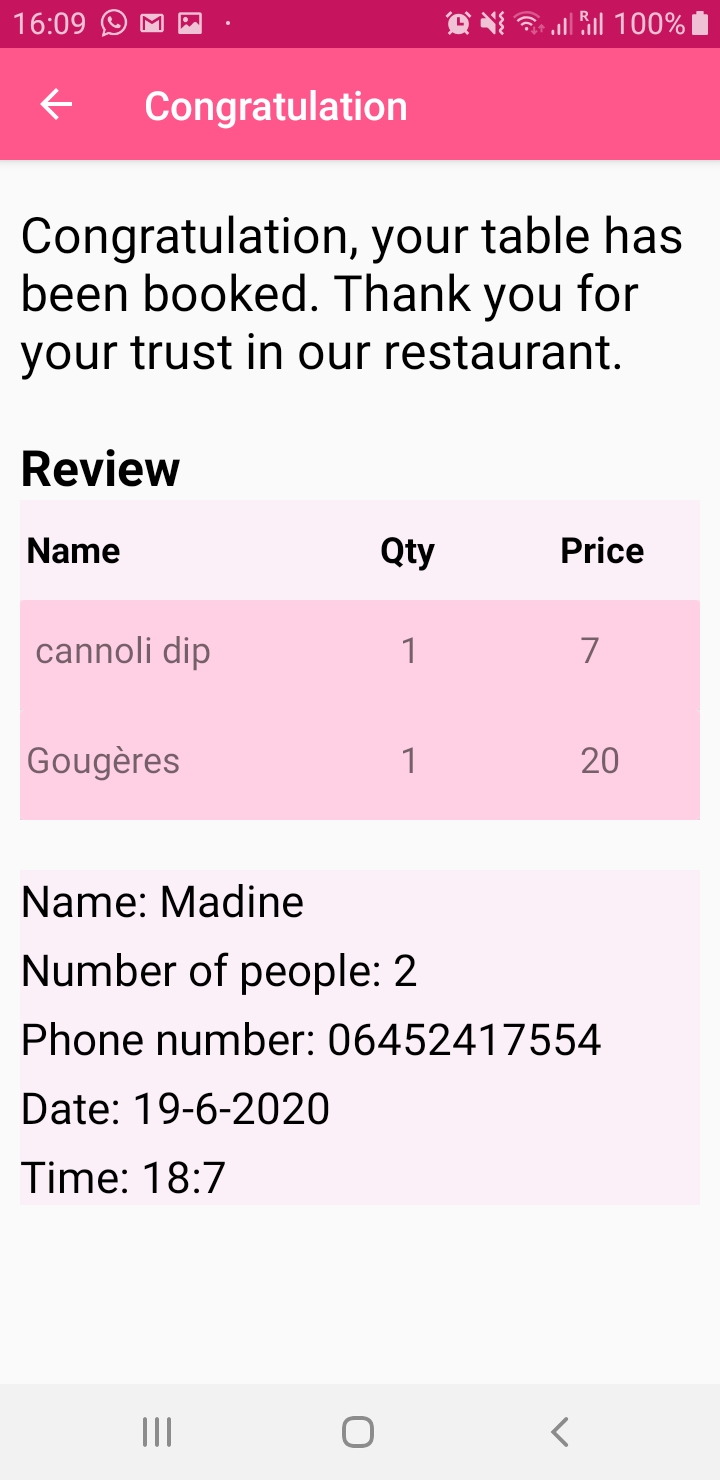 16:09 R 100%
Congratulation
Congratulation, your table has
been booked. Thank you for
your trust in our restaurant.
Review
Name Qty Price
cannoli dip 1 7
Gougères 1 20
Name: Madine
Number of people: 2
Phone number: 06452417554
Date: 19-6-2020
Time: 18:7